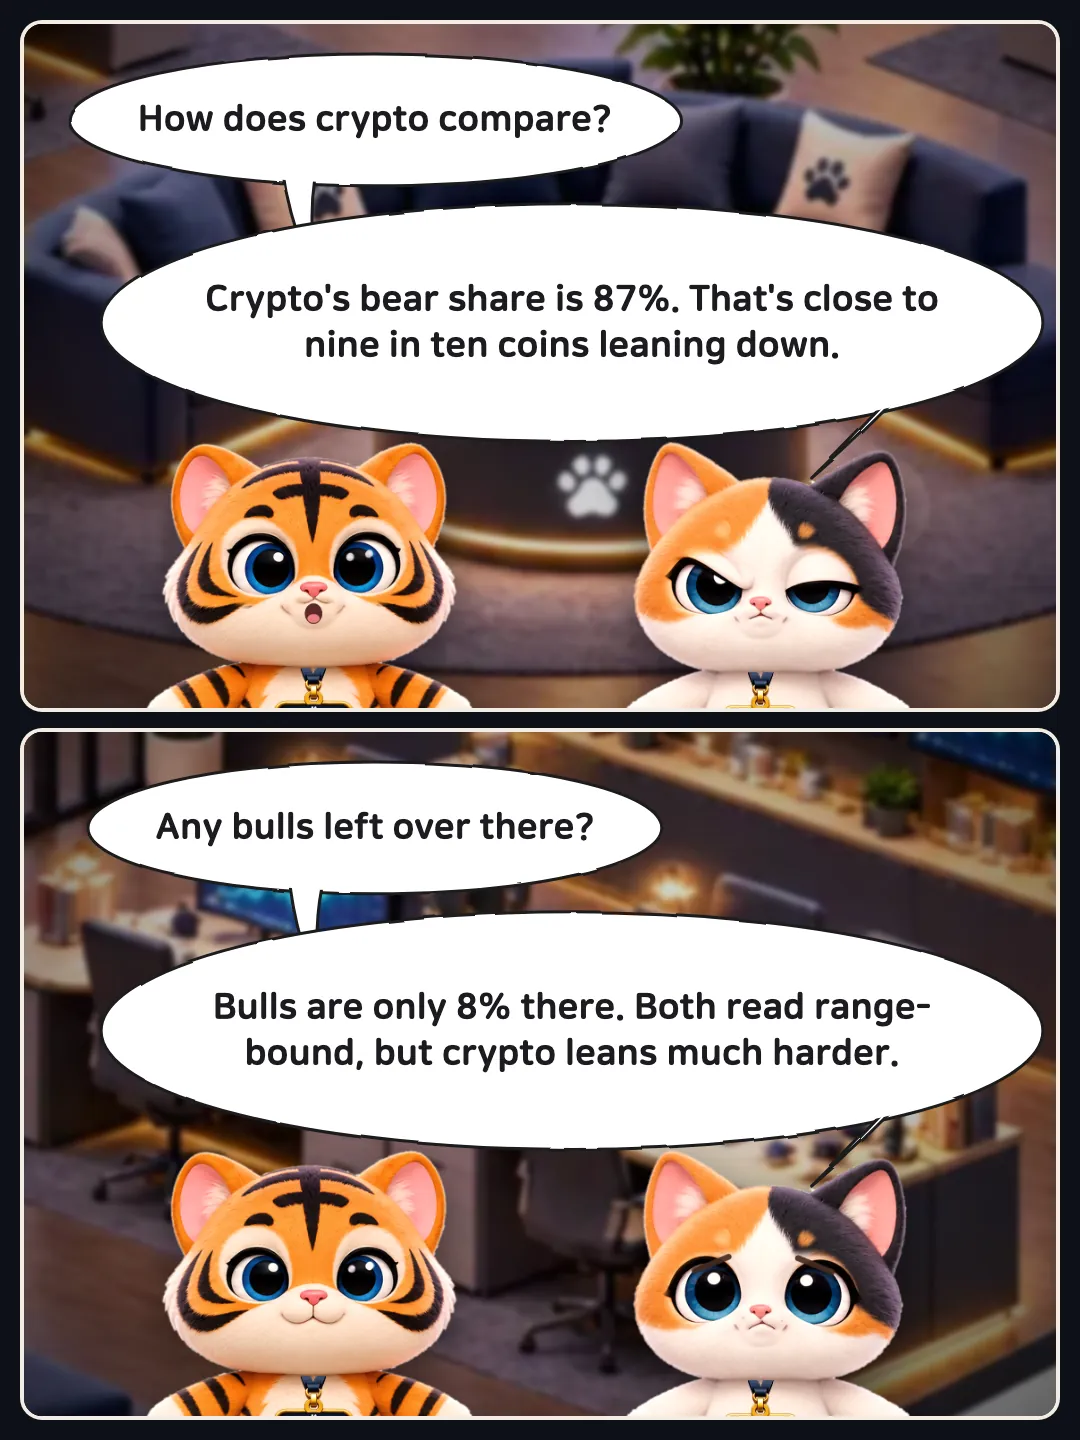 How does crypto compare?
Crypto's bear share is 87%. That's close to
nine in ten coins leaning down.
Any bulls left over there?
Bulls are only 8% there. Both read range-
bound, but crypto leans much harder.